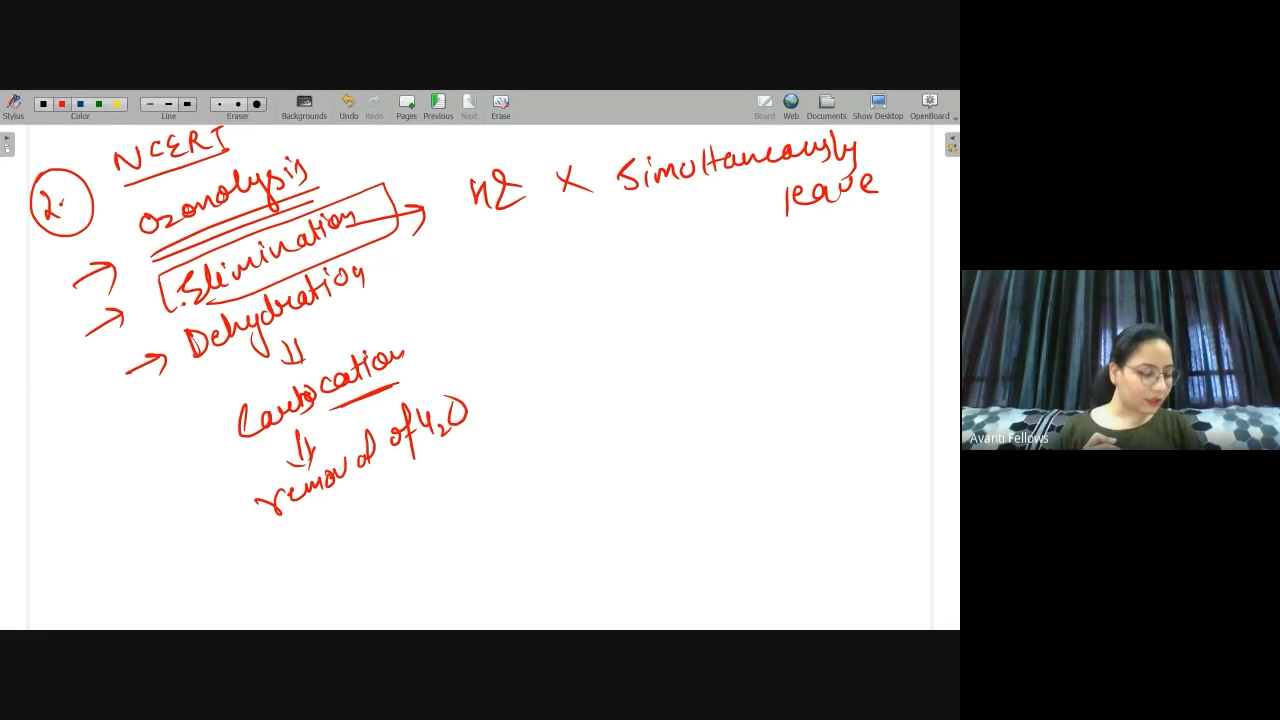 Stylus
Color
Line
Eraser
Backgrounds
Undo
Redo
Pages
Previous
Next
Erase
Board
Web
Documents
Show Desktop
OpenBoard
2.
NCERT
Ozonolysis
Elimination
H & X simultaneously
leave
Dehydration
Carbocation
removal of H2O
Avanti Fellows